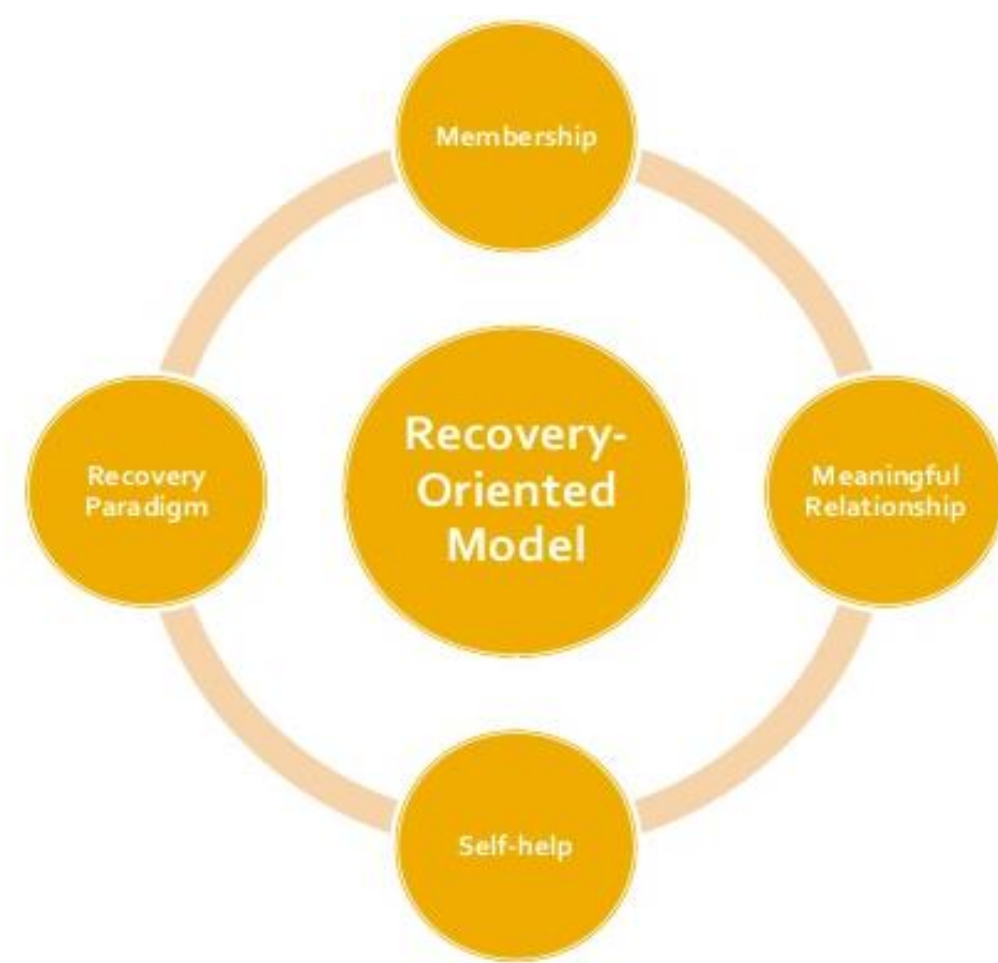 Membership
Recovery-
Oriented
Model
Recovery
Paradigm
Meaningful
Relationship
Self-help